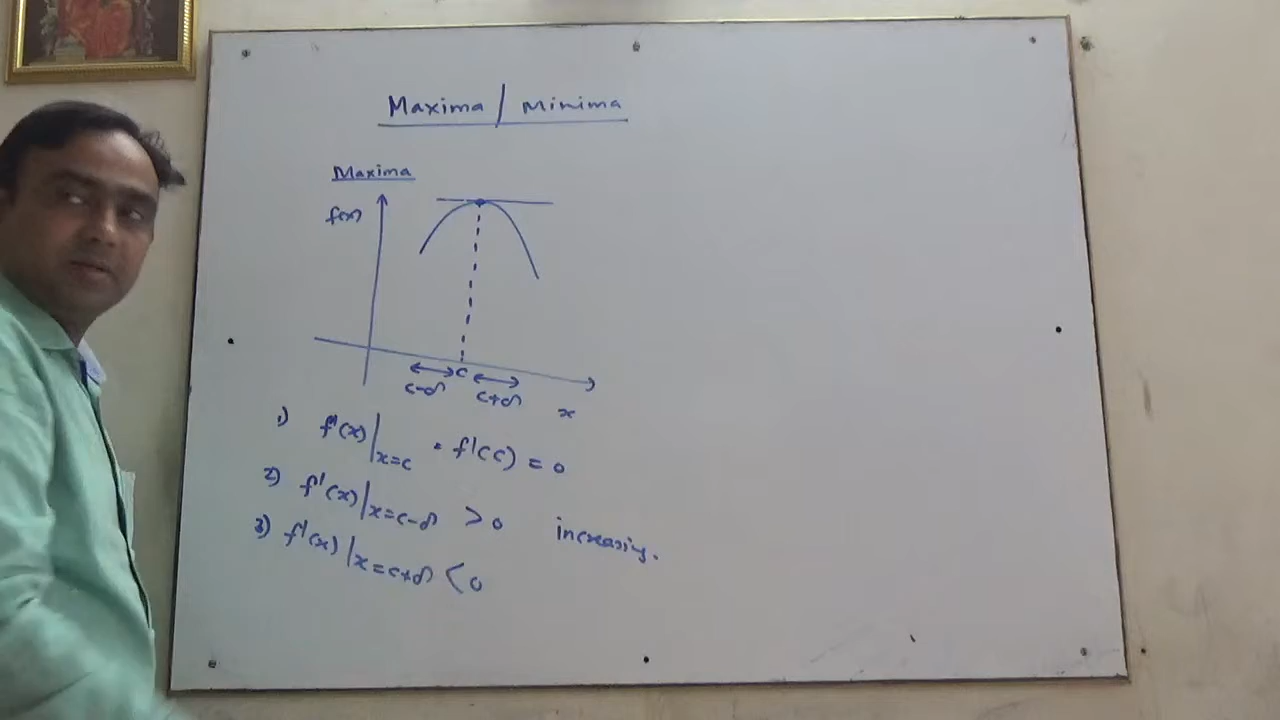 Maxima / Minima
Maxima
f(x)
c
c-δ
c+δ
x
1) f'(x)|x=c = f'(c) = 0
2) f'(x)|x=c-δ > 0 increasing.
3) f'(x)|x=c+δ < 0